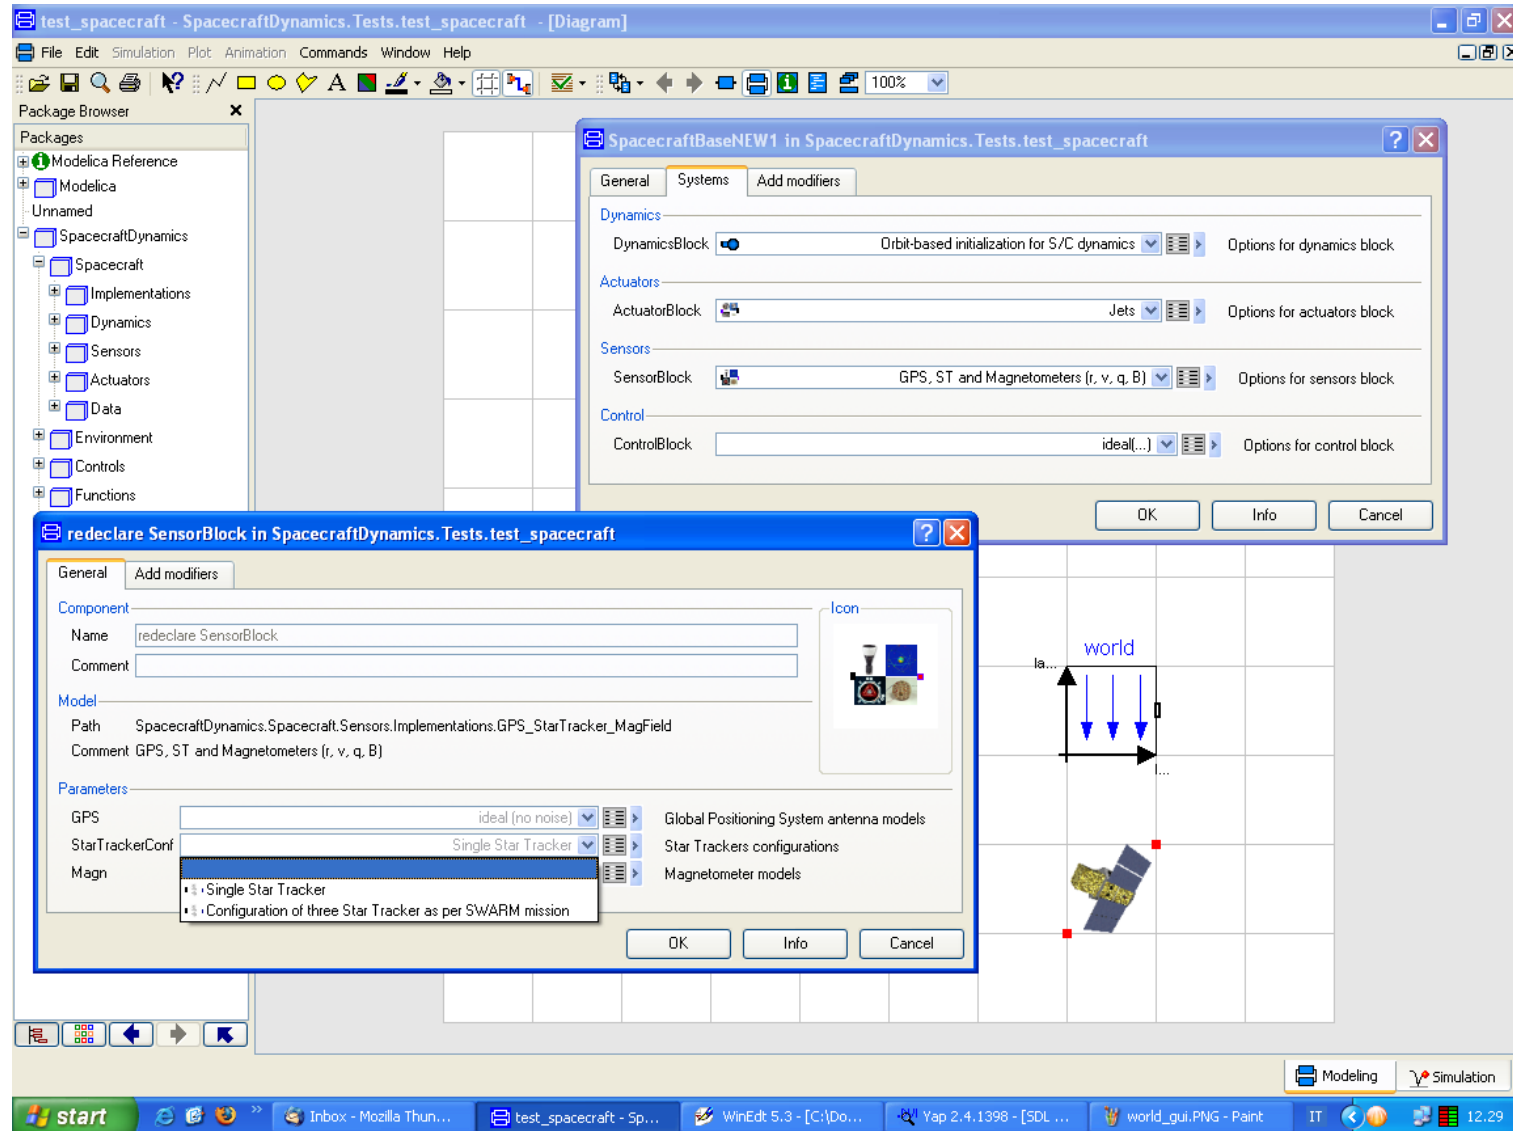 test_spacecraft - SpacecraftDynamics.Tests.test_spacecraft - [Diagram]
File Edit Simulation Plot Animation Commands Window Help
100%
Package Browser
Packages
Modelica Reference
Modelica
Unnamed
SpacecraftDynamics
Spacecraft
Implementations
Dynamics
Sensors
Actuators
Data
Environment
Controls
Functions
SpacecraftBaseNEW1 in SpacecraftDynamics.Tests.test_spacecraft
General Systems Add modifiers
Dynamics
DynamicsBlock Orbit-based initialization for S/C dynamics Options for dynamics block
Actuators
ActuatorBlock Jets Options for actuators block
Sensors
SensorBlock GPS, ST and Magnetometers (r, v, q, B) Options for sensors block
Control
ControlBlock ideal(...) Options for control block
OK Info Cancel
redeclare SensorBlock in SpacecraftDynamics.Tests.test_spacecraft
General Add modifiers
Component
Name redeclare SensorBlock
Comment
Icon
Model
Path SpacecraftDynamics.Spacecraft.Sensors.Implementations.GPS_StarTracker_MagField
Comment GPS, ST and Magnetometers (r, v, q, B)
Parameters
GPS ideal (no noise) Global Positioning System antenna models
StarTrackerConf Single Star Tracker Star Trackers configurations
Magn Magnetometer models
Single Star Tracker
Configuration of three Star Tracker as per SWARM mission
OK Info Cancel
world
la...
l...
Modeling Simulation
start Inbox - Mozilla Thun... test_spacecraft - Sp... WinEdt 5.3 - [C:\Do... Yap 2.4.1398 - [SDL ... world_gui.PNG - Paint IT 12.29